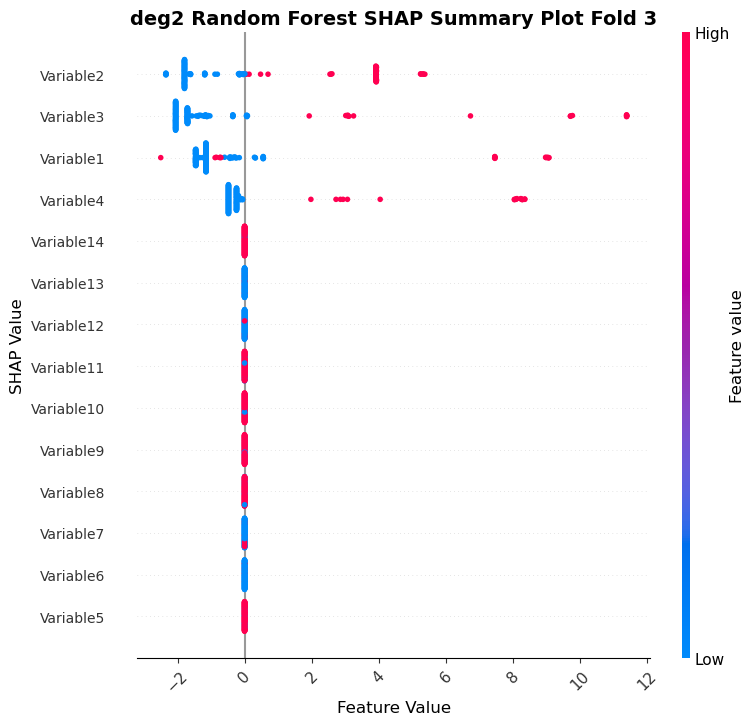 deg2 Random Forest SHAP Summary Plot Fold 3
High
Variable2
Variable3
Variable1
Variable4
Variable14
Variable13
Variable12
Variable11
Variable10
Variable9
Variable8
Variable7
Variable6
Variable5
SHAP Value
Feature value
Low
−2 0 2 4 6 8 10 12
Feature Value